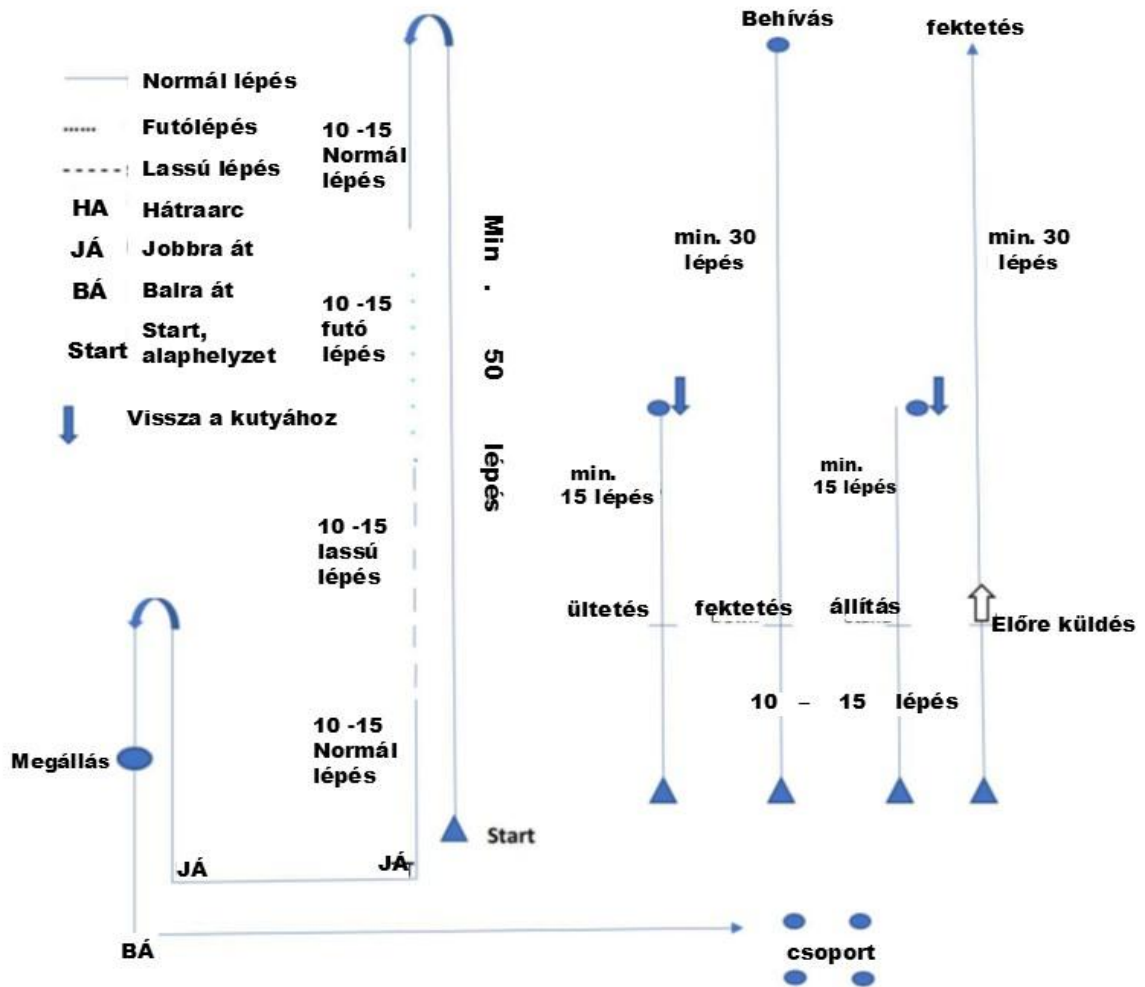 Normál lépés
Futólépés
Lassú lépés
HA Hátraarc
JÁ Jobbra át
BÁ Balra át
Start Start,
alaphelyzet
Vissza a kutyához
10 -15
Normál
lépés
10 -15
futó
lépés
10 -15
lassú
lépés
10 -15
Normál
lépés
Min . 50 lépés
Start
JÁ
JÁ
Megállás
BÁ
csoport
Behívás
fektetés
min. 30
lépés
min. 30
lépés
min.
15 lépés
min.
15 lépés
ültetés
fektetés
állítás
Előre küldés
10 – 15 lépés